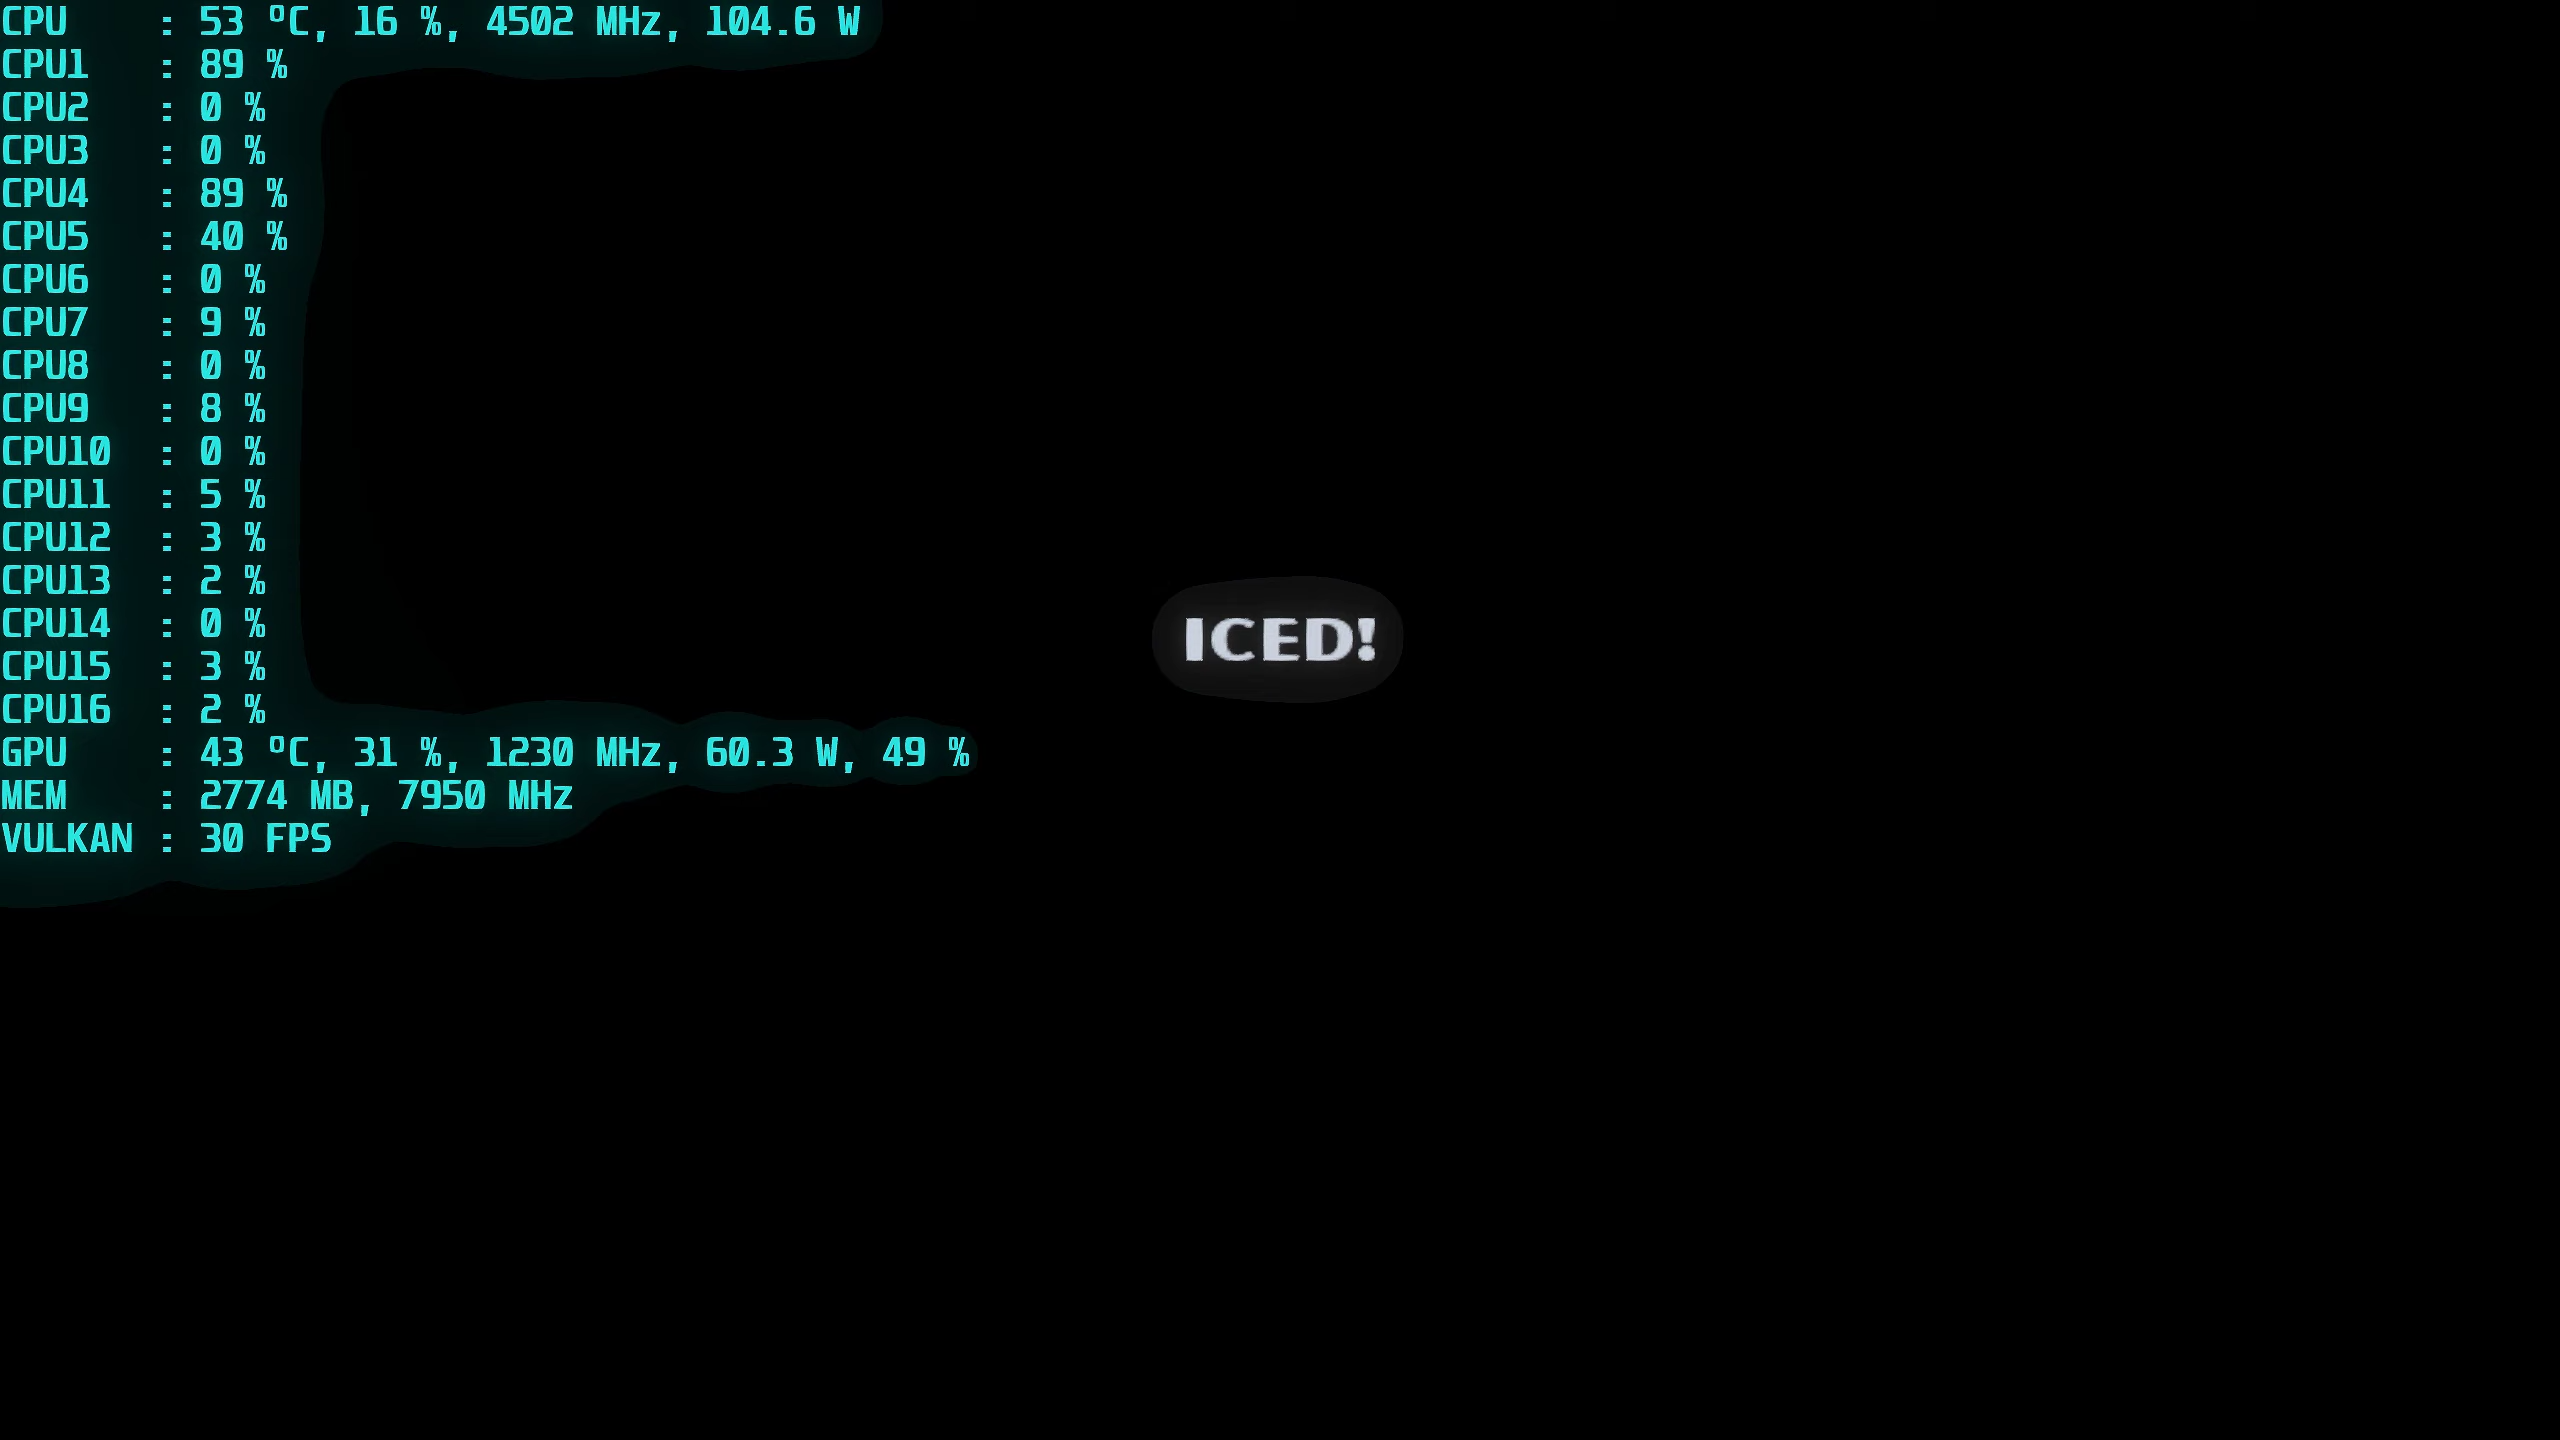 CPU : 53 ºC, 16 %, 4502 MHz, 104.6 W
CPU1 : 89 %
CPU2 : 0 %
CPU3 : 0 %
CPU4 : 89 %
CPU5 : 40 %
CPU6 : 0 %
CPU7 : 9 %
CPU8 : 0 %
CPU9 : 8 %
CPU10 : 0 %
CPU11 : 5 %
CPU12 : 3 %
CPU13 : 2 %
CPU14 : 0 %
CPU15 : 3 %
CPU16 : 2 %
GPU : 43 ºC, 31 %, 1230 MHz, 60.3 W, 49 %
MEM : 2774 MB, 7950 MHz
VULKAN : 30 FPS
ICED!